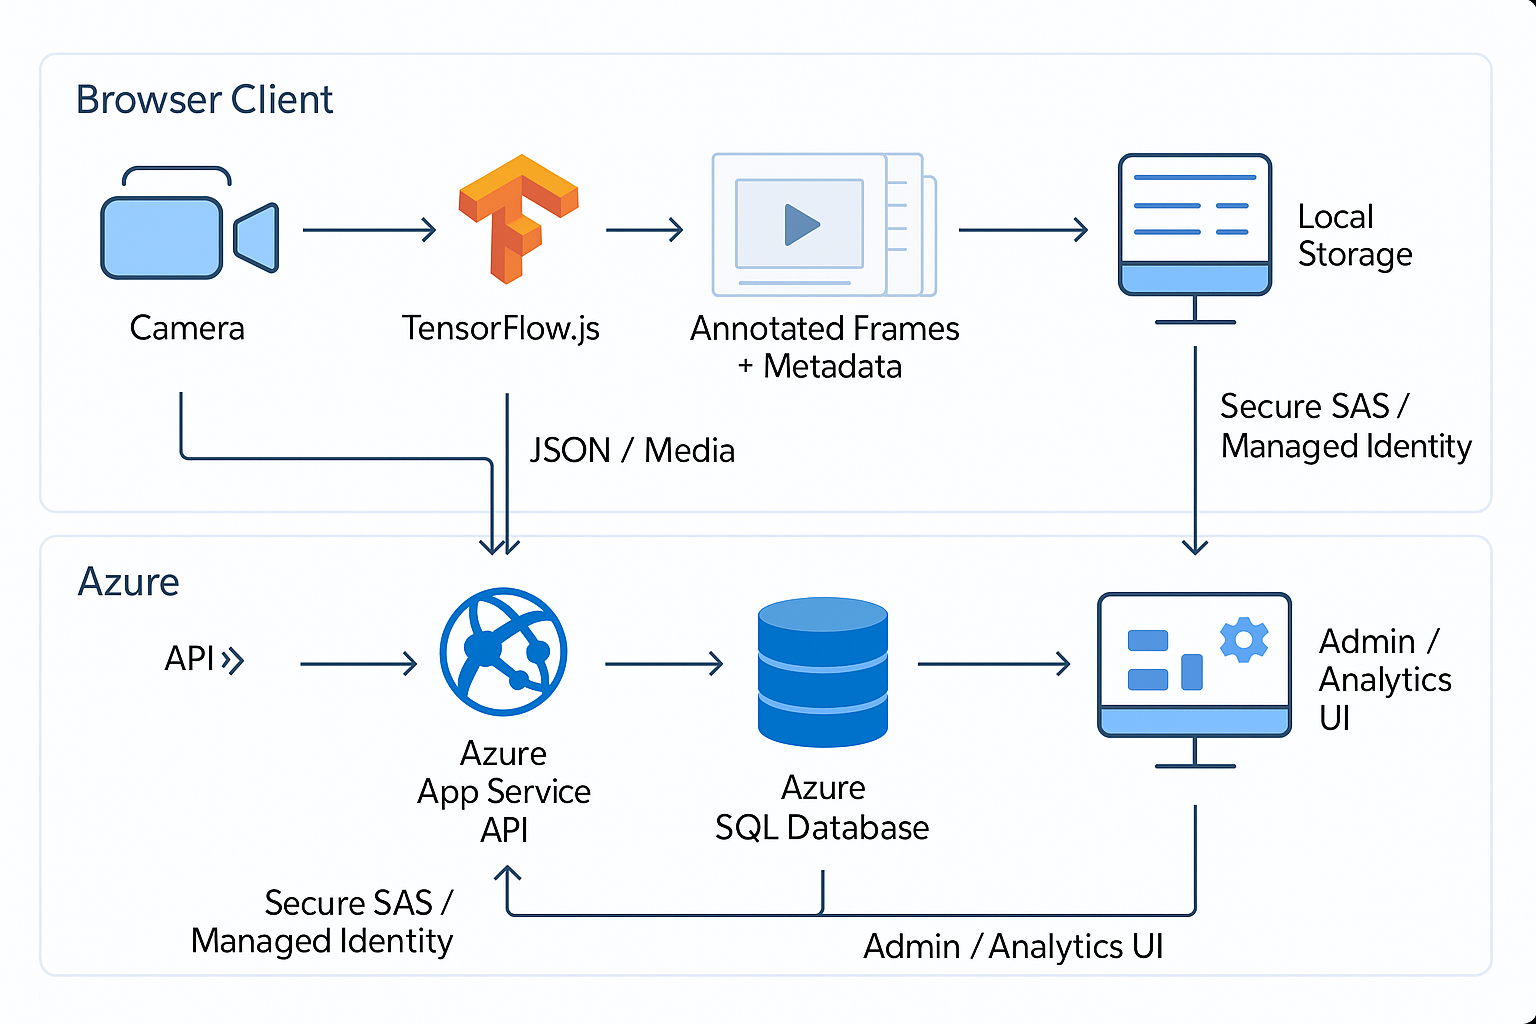 Browser Client
Camera
TensorFlow.js
Annotated Frames
+ Metadata
Local
Storage
JSON / Media
Secure SAS /
Managed Identity
Azure
API
Azure
App Service
API
Azure
SQL Database
Admin /
Analytics
UI
Secure SAS /
Managed Identity
Admin / Analytics UI